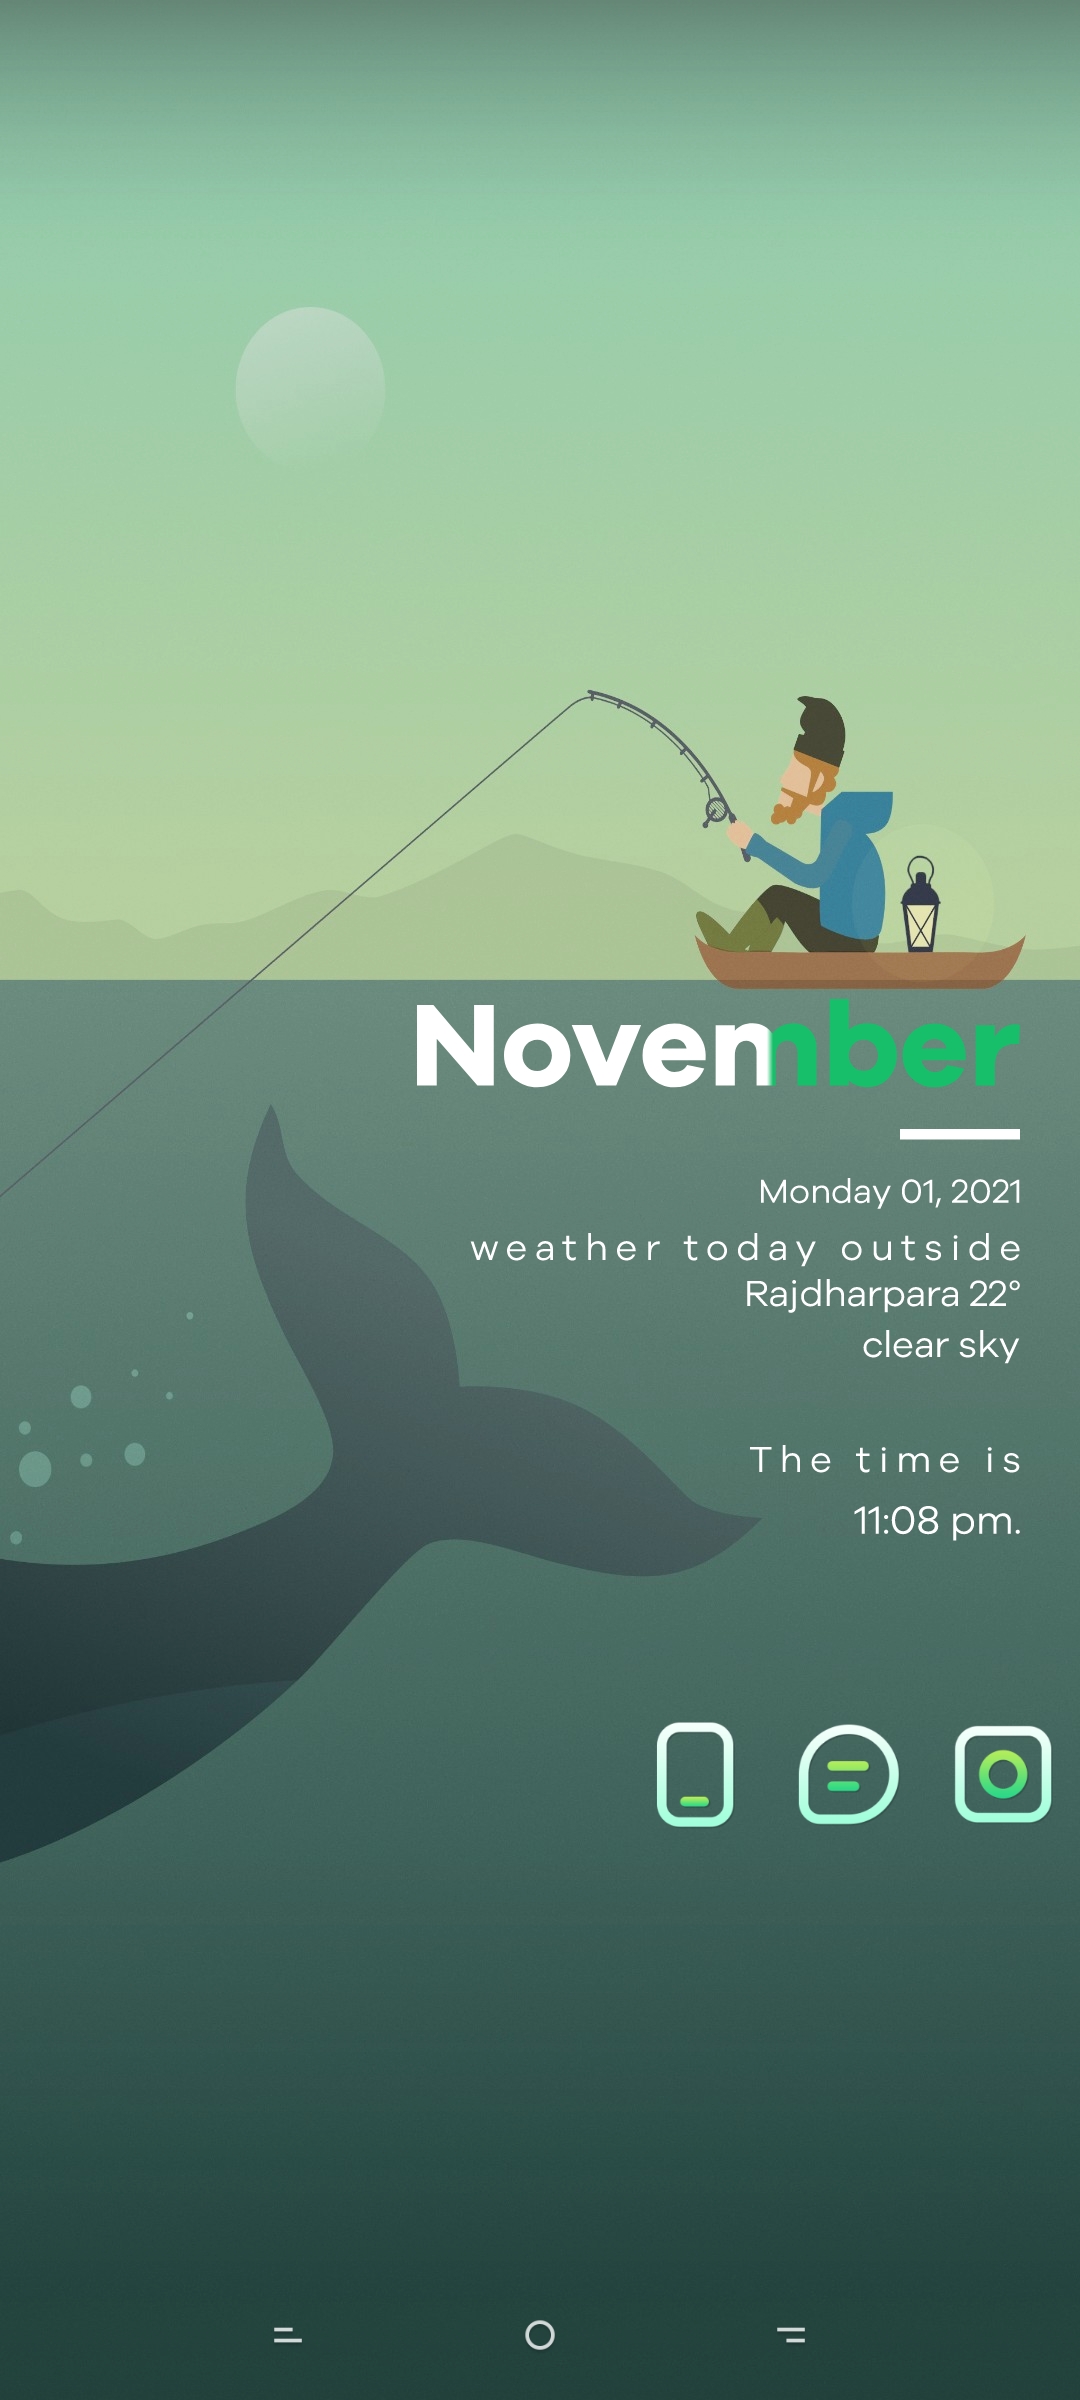 November
Monday 01, 2021
weather today outside
Rajdharpara 22°
clear sky
The time is
11:08 pm.